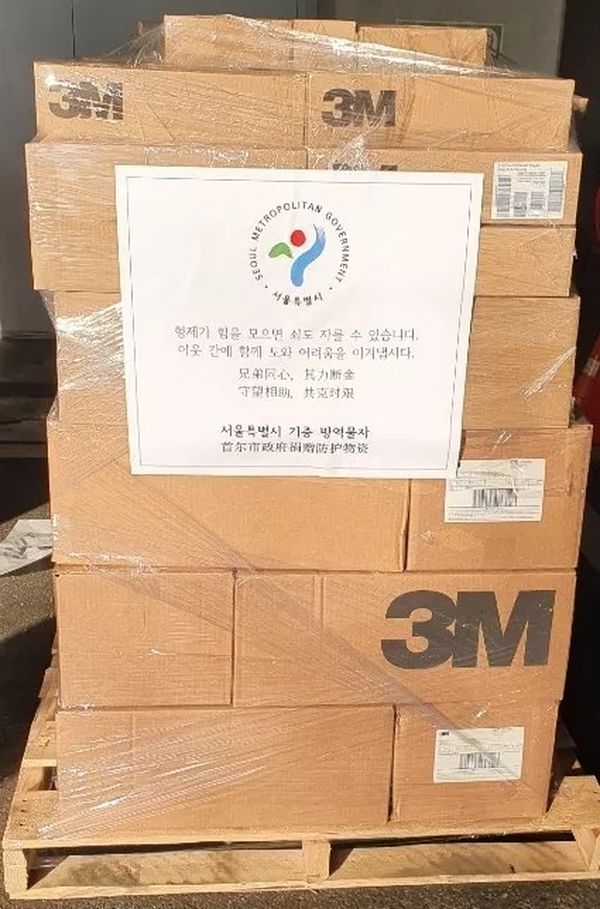 3M
3M
SEOUL METROPOLITAN GOVERNMENT
서울특별시
형제가 힘을 모으면 쇠도 자를 수 있습니다.
이웃 간에 함께 도와 어려움을 이겨냅시다.
兄弟同心, 其力断金
守望相助, 共克时艰
서울특별시 기증 방역물자
首尔市政府捐赠防护物资
3M